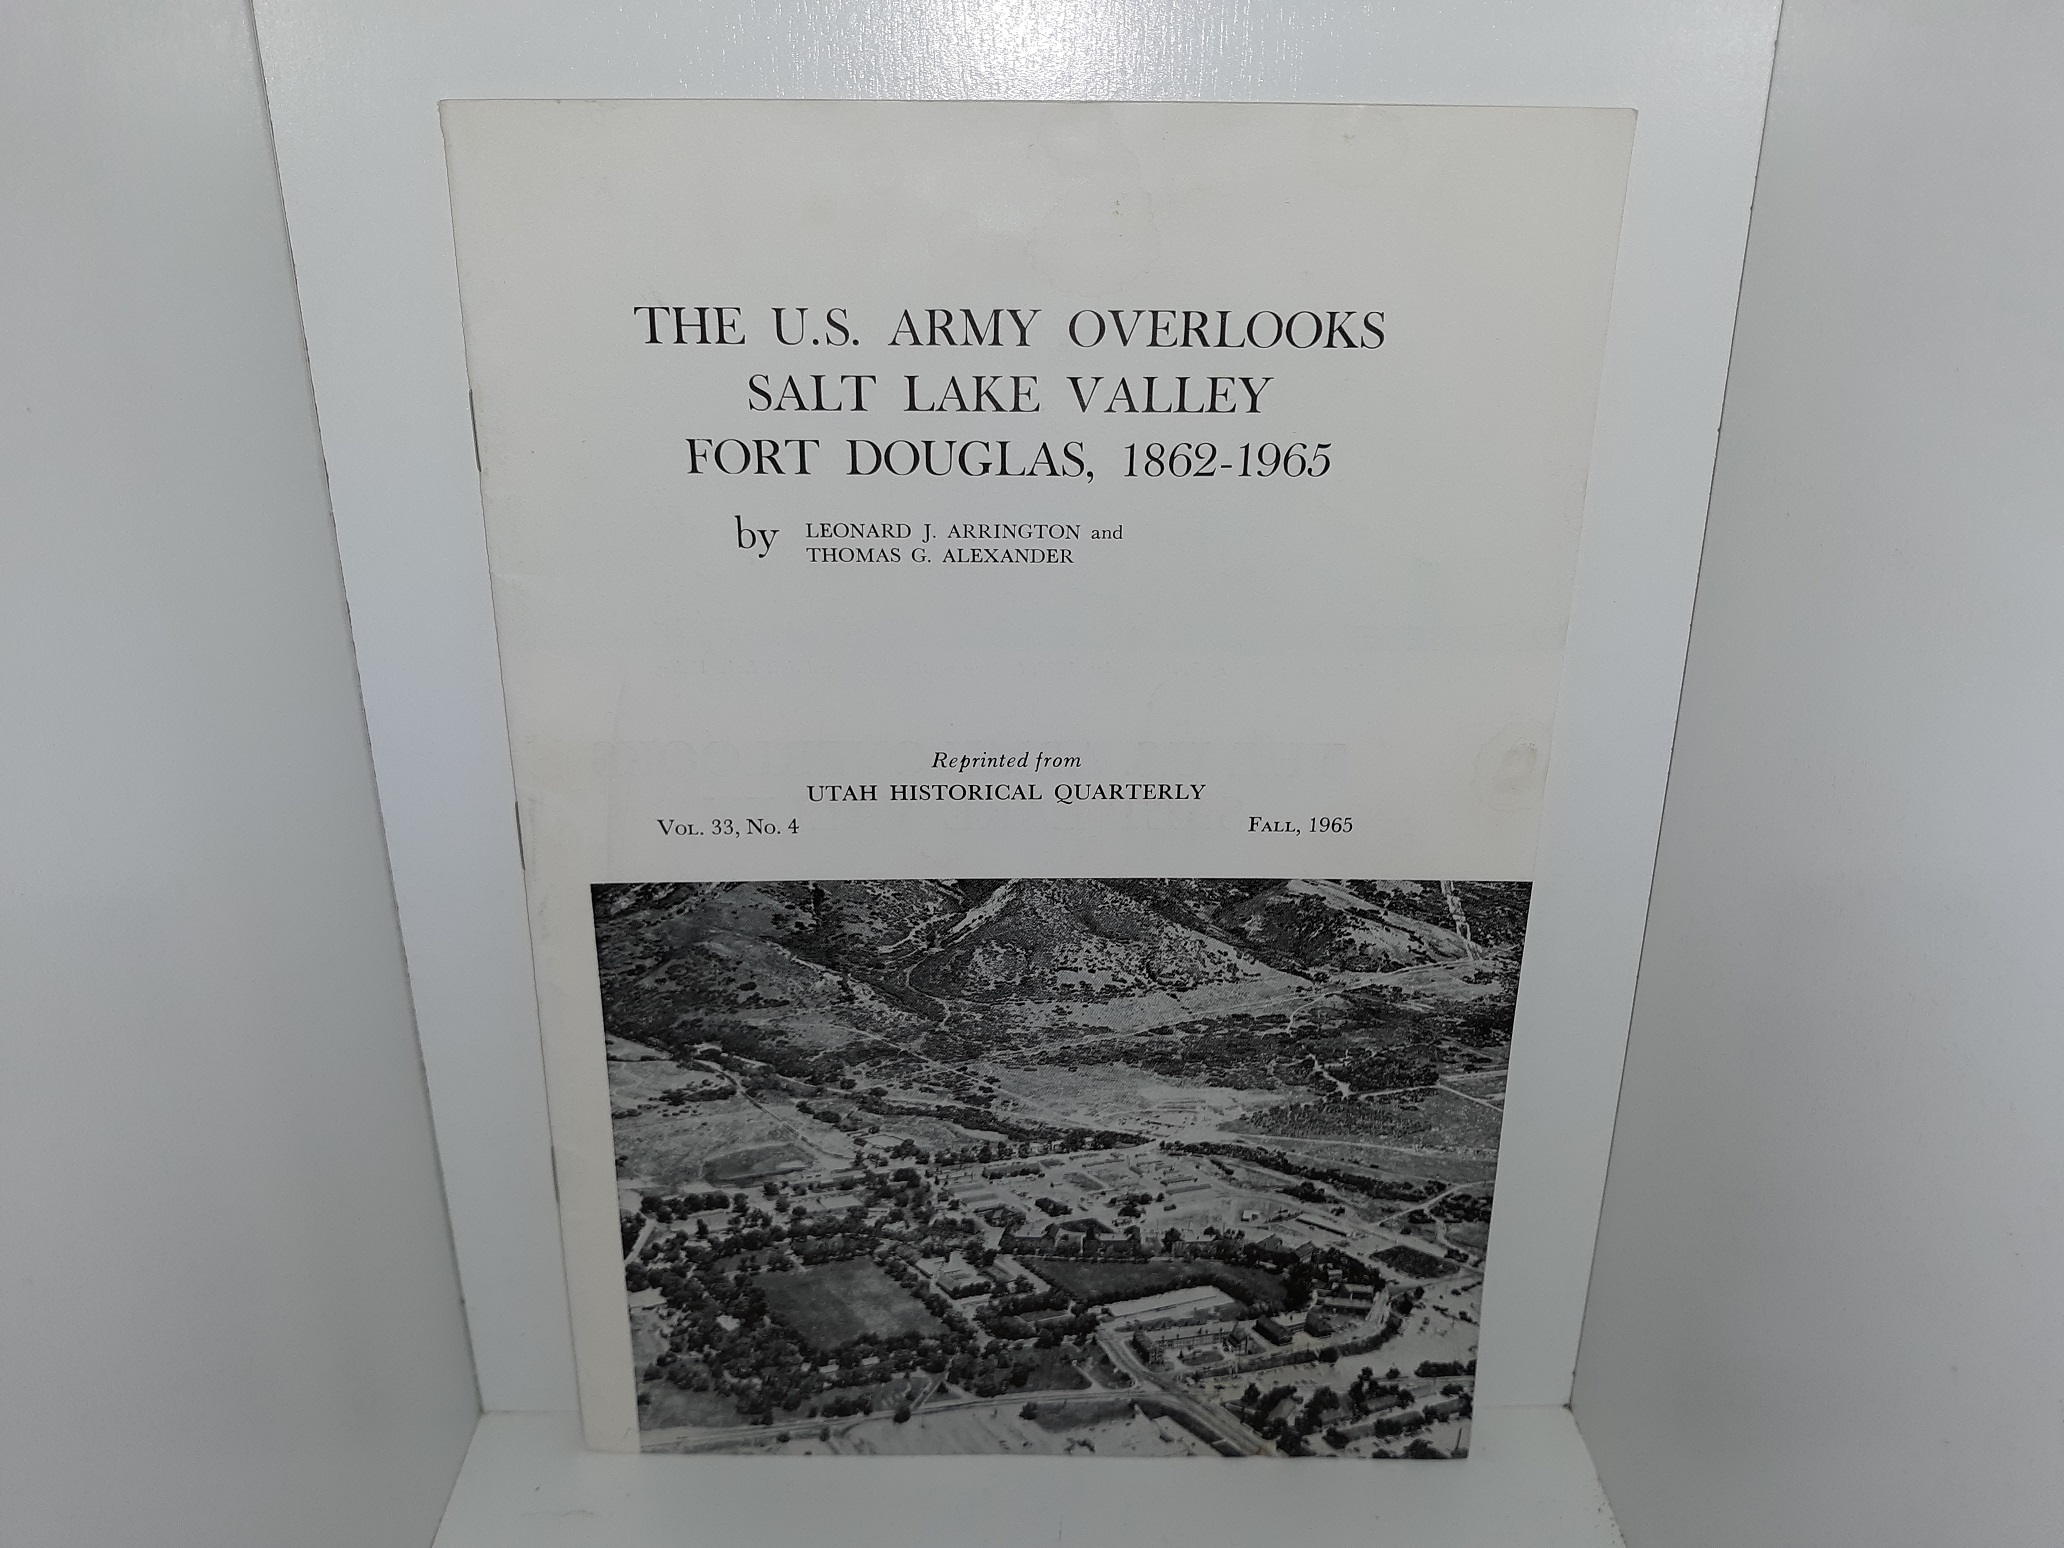 THE U.S. ARMY OVERLOOKS
SALT LAKE VALLEY
FORT DOUGLAS, 1862-1965
by LEONARD J. ARRINGTON and
THOMAS G. ALEXANDER
Reprinted from
UTAH HISTORICAL QUARTERLY
VOL. 33, NO. 4 FALL, 1965